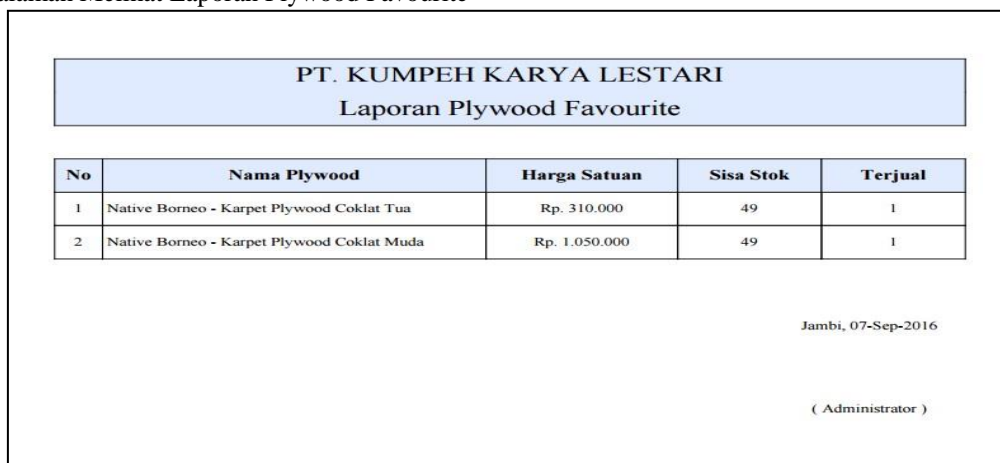 PT. KUMPEH KARYA LESTARI
Laporan Plywood Favourite
No Nama Plywood Harga Satuan Sisa Stok Terjual
1 Native Borneo - Karpet Plywood Coklat Tua Rp. 310.000 49 1
2 Native Borneo - Karpet Plywood Coklat Muda Rp. 1.050.000 49 1
Jambi, 07-Sep-2016
( Administrator )